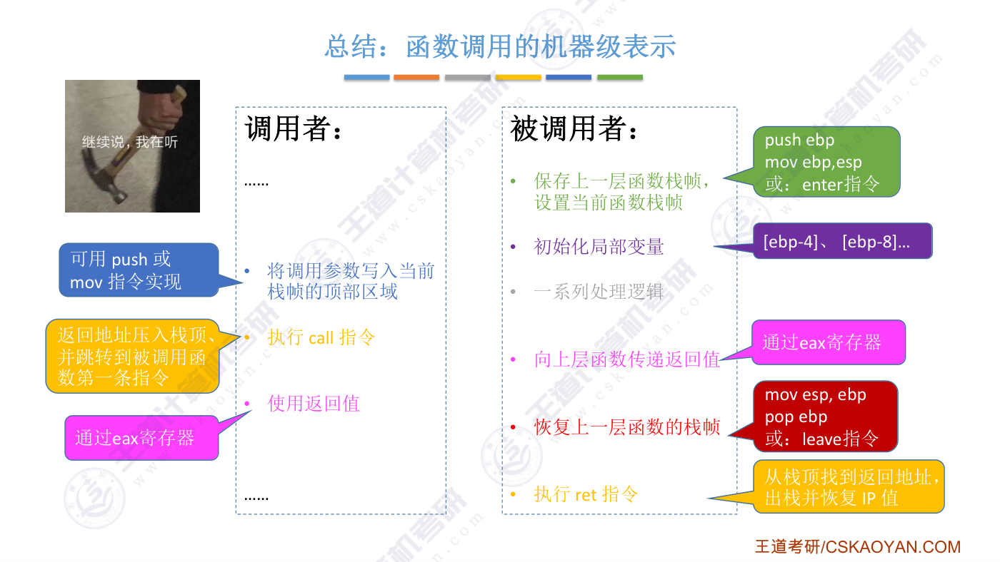 总结：函数调用的机器级表示
继续说，我在听
调用者：
……
可用 push 或
mov 指令实现
• 将调用参数写入当前
栈帧的顶部区域
返回地址压入栈顶、
并跳转到被调用函
数第一条指令
• 执行 call 指令
• 使用返回值
通过eax寄存器
……
被调用者：
• 保存上一层函数栈帧，
设置当前函数栈帧
push ebp
mov ebp,esp
或：enter指令
• 初始化局部变量
[ebp-4]、 [ebp-8]…
• 一系列处理逻辑
• 向上层函数传递返回值
通过eax寄存器
• 恢复上一层函数的栈帧
mov esp, ebp
pop ebp
或：leave指令
• 执行 ret 指令
从栈顶找到返回地址，
出栈并恢复 IP 值
王道考研/CSKAOYAN.COM
王道计算机考研
www.cskaoyan.com